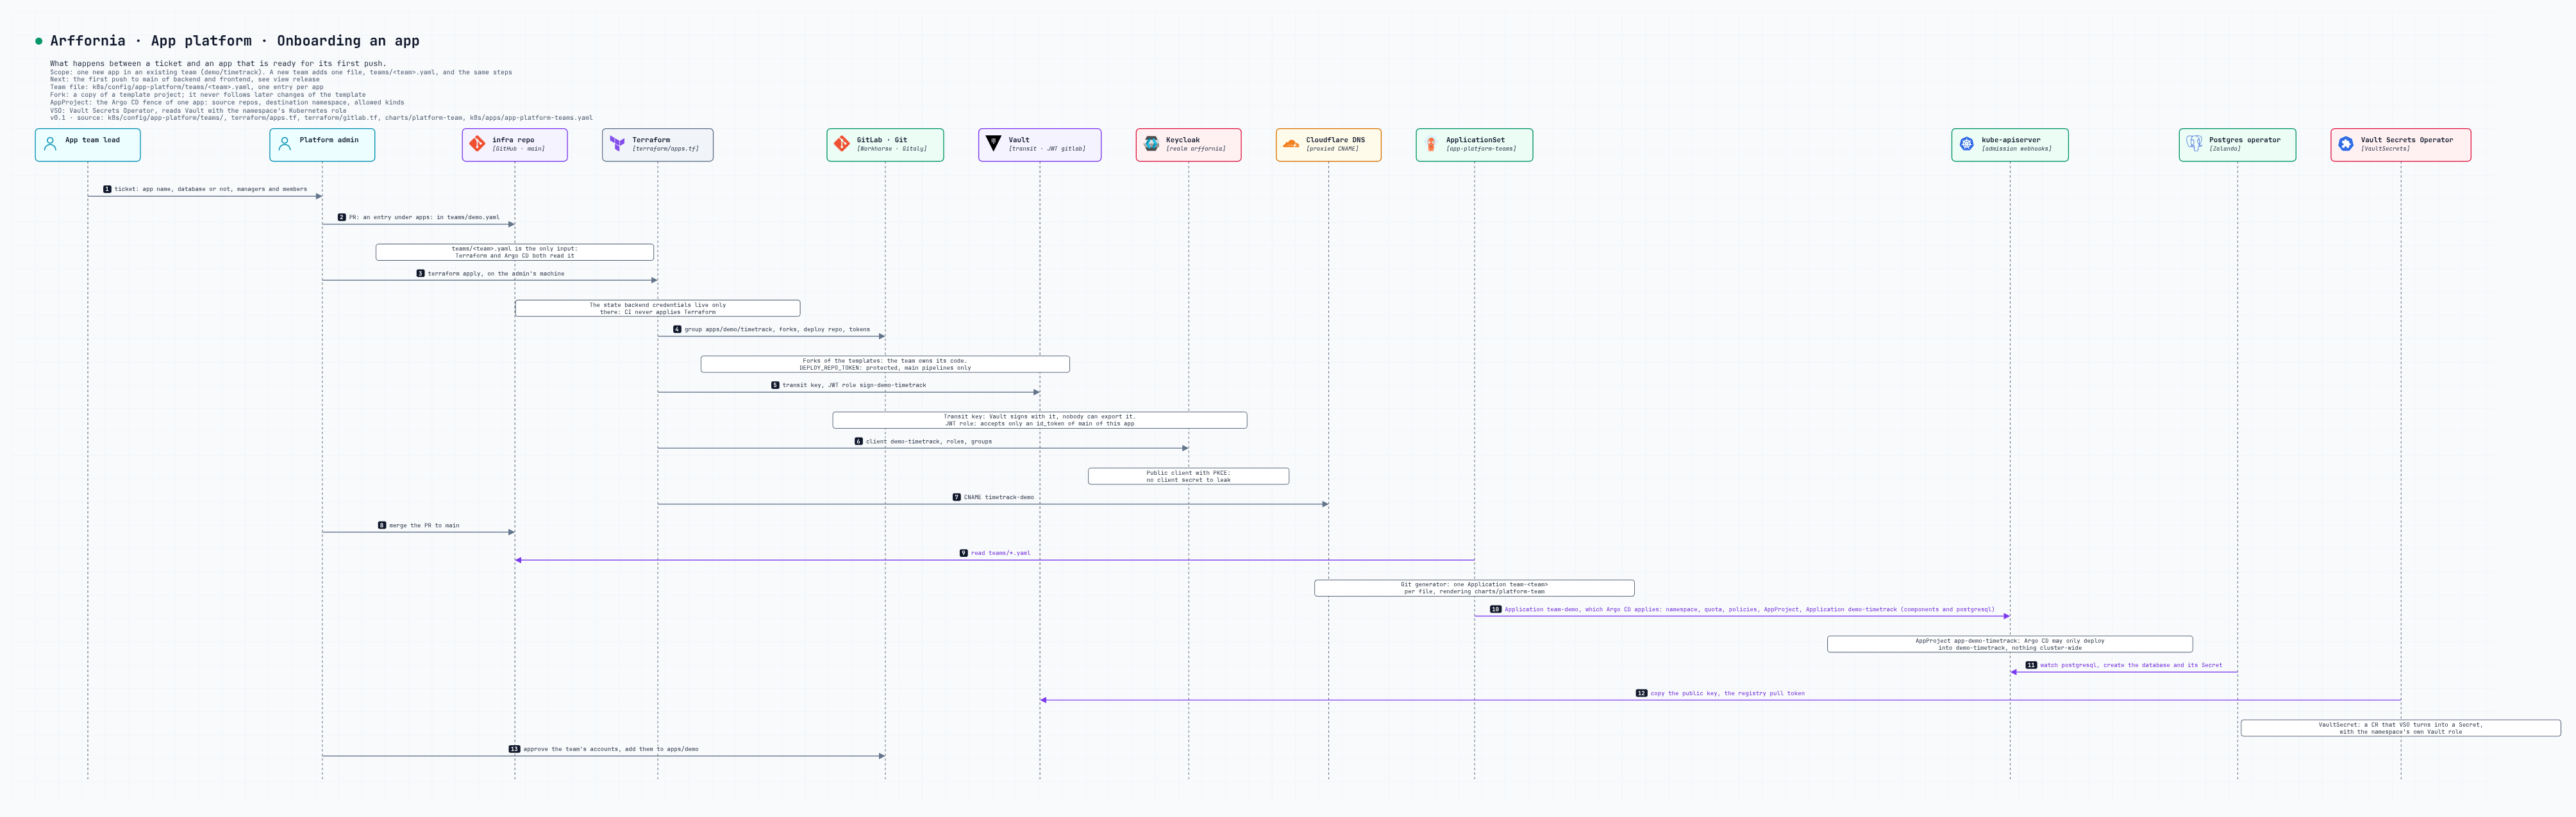 Arffornia · App platform · Onboarding an app
What happens between a ticket and an app that is ready for its first push.
Scope: one new app in an existing team (demo/timetrack). A new team adds one file, teams/<team>.yaml, and the same steps
Next: the first push to main of backend and frontend, see view release
Team file: k8s/config/app-platform/teams/<team>.yaml, one entry per app
Fork: a copy of a template project; it never follows later changes of the template
AppProject: the Argo CD fence of one app: source repos, destination namespace, allowed kinds
VSO: Vault Secrets Operator, reads Vault with the namespace's Kubernetes role
v0.1 · source: k8s/config/app-platform/teams/, terraform/apps.tf, terraform/gitlab.tf, charts/platform-team, k8s/apps/app-platform-teams.yaml
App team lead
Platform admin
infra repo
[GitHub · main]
Terraform
[terraform/apps.tf]
GitLab · Git
[Workhorse · Gitaly]
Vault
[transit · JWT gitlab]
Keycloak
[realm arffornia]
Cloudflare DNS
[proxied CNAME]
ApplicationSet
[app-platform-teams]
kube-apiserver
[admission webhooks]
Postgres operator
[Zalando]
Vault Secrets Operator
[VaultSecrets]
1 ticket: app name, database or not, managers and members
2 PR: an entry under apps: in teams/demo.yaml
teams/<team>.yaml is the only input:
Terraform and Argo CD both read it
3 terraform apply, on the admin's machine
The state backend credentials live only
there: CI never applies Terraform
4 group apps/demo/timetrack, forks, deploy repo, tokens
Forks of the templates: the team owns its code.
DEPLOY_REPO_TOKEN: protected, main pipelines only
5 transit key, JWT role sign-demo-timetrack
Transit key: Vault signs with it, nobody can export it.
JWT role: accepts only an id_token of main of this app
6 client demo-timetrack, roles, groups
Public client with PKCE:
no client secret to leak
7 CNAME timetrack-demo
8 merge the PR to main
9 read teams/*.yaml
Git generator: one Application team-<team>
per file, rendering charts/platform-team
10 Application team-demo, which Argo CD applies: namespace, quota, policies, AppProject, Application demo-timetrack (components and postgresql)
AppProject app-demo-timetrack: Argo CD may only deploy
into demo-timetrack, nothing cluster-wide
11 watch postgresql, create the database and its Secret
12 copy the public key, the registry pull token
VaultSecret: a CR that VSO turns into a Secret,
with the namespace's own Vault role
13 approve the team's accounts, add them to apps/demo